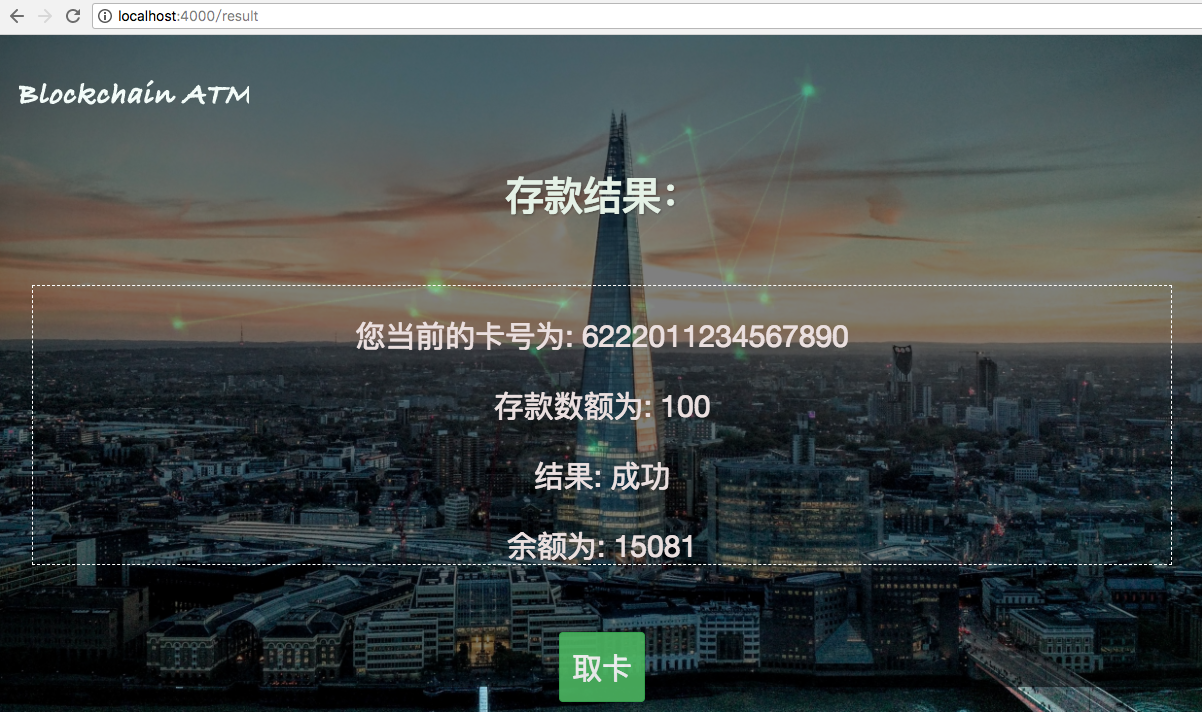 localhost:4000/result
Blockchain ATM
存款结果：
您当前的卡号为: 6222011234567890
存款数额为: 100
结果: 成功
余额为: 15081
取卡